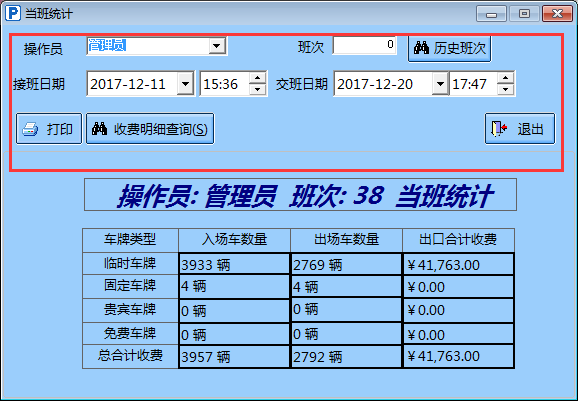 P 当班统计
操作员 管理员 班次 0 历史班次
接班日期 2017-12-11 15:36 交班日期 2017-12-20 17:47
打印 收费明细查询(S) 退出
操作员: 管理员 班次: 38 当班统计
车牌类型 入场车数量 出场车数量 出口合计收费
临时车牌 3933 辆 2769 辆 ¥41,763.00
固定车牌 4 辆 4 辆 ¥0.00
贵宾车牌 0 辆 0 辆 ¥0.00
免费车牌 0 辆 0 辆 ¥0.00
总合计收费 3957 辆 2792 辆 ¥41,763.00